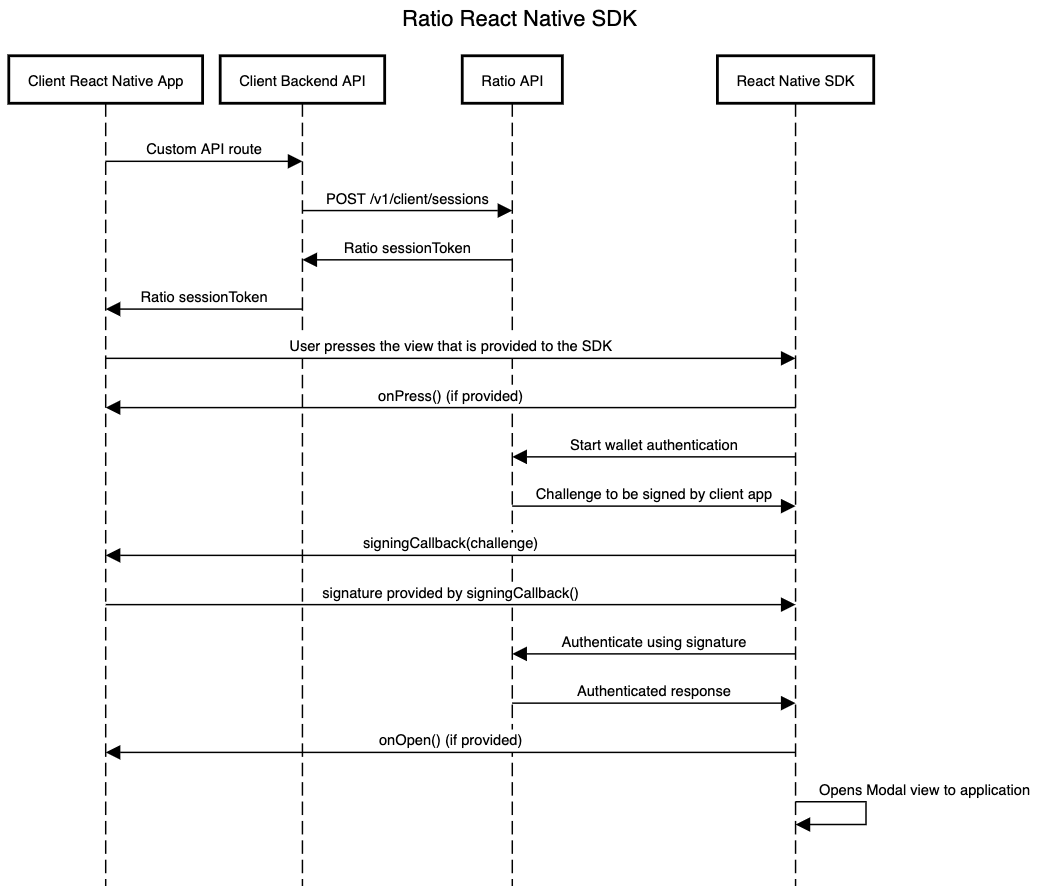 Ratio React Native SDK
Client React Native App
Client Backend API
Ratio API
React Native SDK
Custom API route
POST /v1/client/sessions
Ratio sessionToken
Ratio sessionToken
User presses the view that is provided to the SDK
onPress() (if provided)
Start wallet authentication
Challenge to be signed by client app
signingCallback(challenge)
signature provided by signingCallback()
Authenticate using signature
Authenticated response
onOpen() (if provided)
Opens Modal view to application